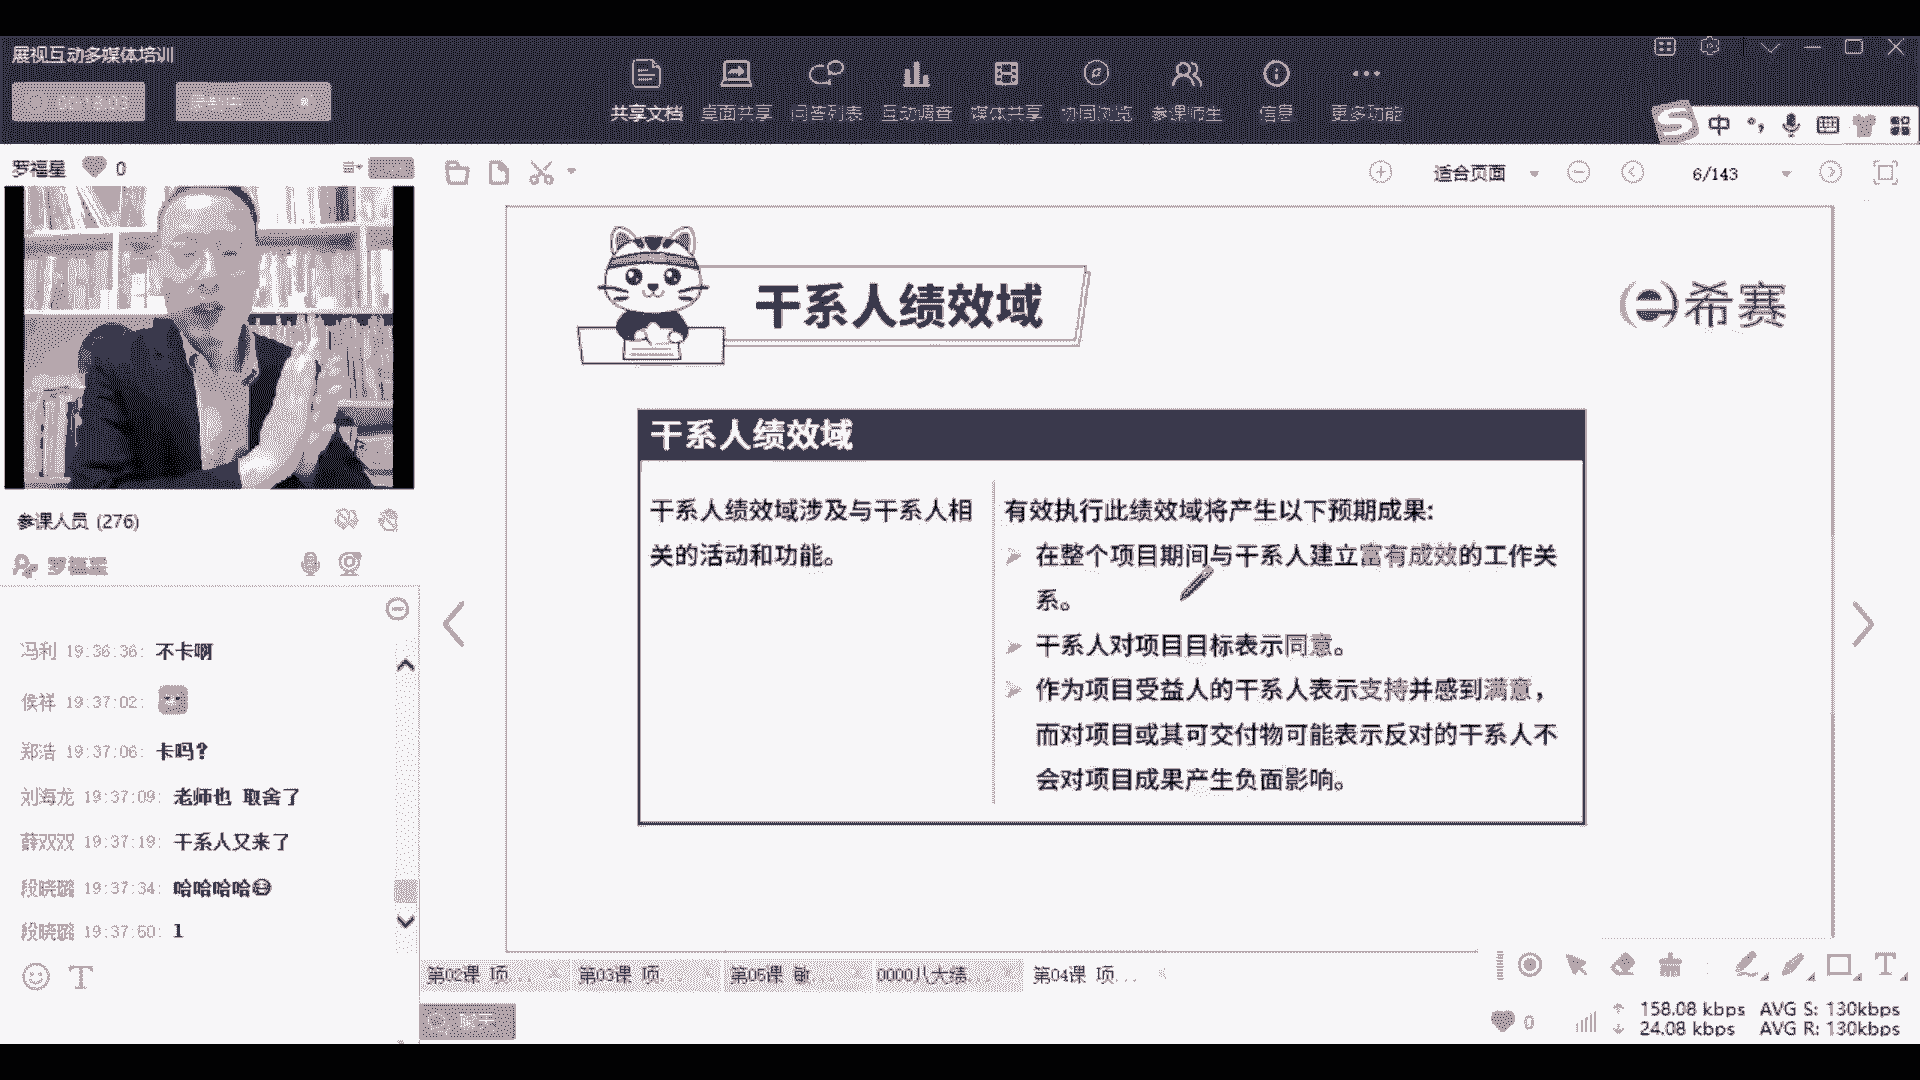 展视互动多媒体培训
00:18:03
共享文档
桌面共享
问答列表
互动调查
媒体共享
协同浏览
参课师生
信息
更多功能
中
罗福星
0
适合页面
6/143
参课人员 (276)
罗福星
冯利 19:36:36: 不卡啊
侯祥 19:37:02:
郑浩 19:37:06: 卡吗?
刘海龙 19:37:09: 老师也 取舍了
薛双双 19:37:19: 干系人又来了
段晓璐 19:37:34: 哈哈哈哈
段晓璐 19:37:50: 1
干系人绩效域
希赛
干系人绩效域
干系人绩效域涉及与干系人相
关的活动和功能。
有效执行此绩效域将产生以下预期成果:
在整个项目期间与干系人建立富有成效的工作关
系。
干系人对项目目标表示同意。
作为项目受益人的干系人表示支持并感到满意,
而对项目或其可交付物可能表示反对的干系人不
会对项目成果产生负面影响。
第02课 项...
第03课 项...
第05课 敏...
0000八大绩...
第04课 项...
聊天
0
158.08 kbps AVG S: 130kbps
24.08 kbps AVG R: 130kbps